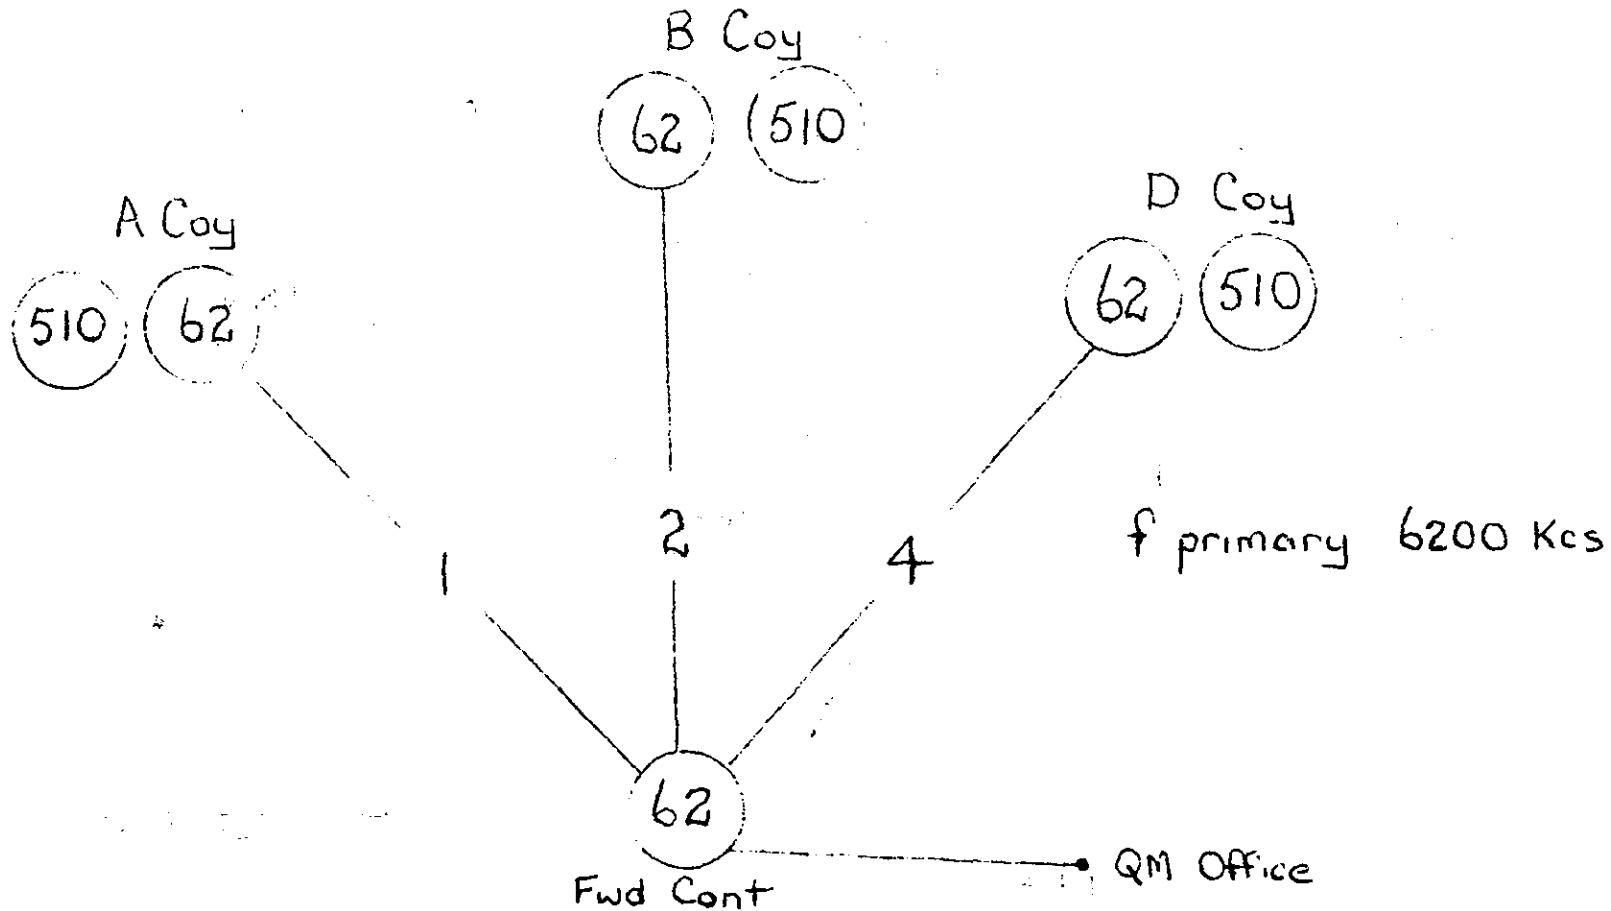 B Coy
62 510
A Coy
510 62
D Coy
62 510
1
2
4
f primary 6200 Kcs
62
Fwd Cont
QM Office